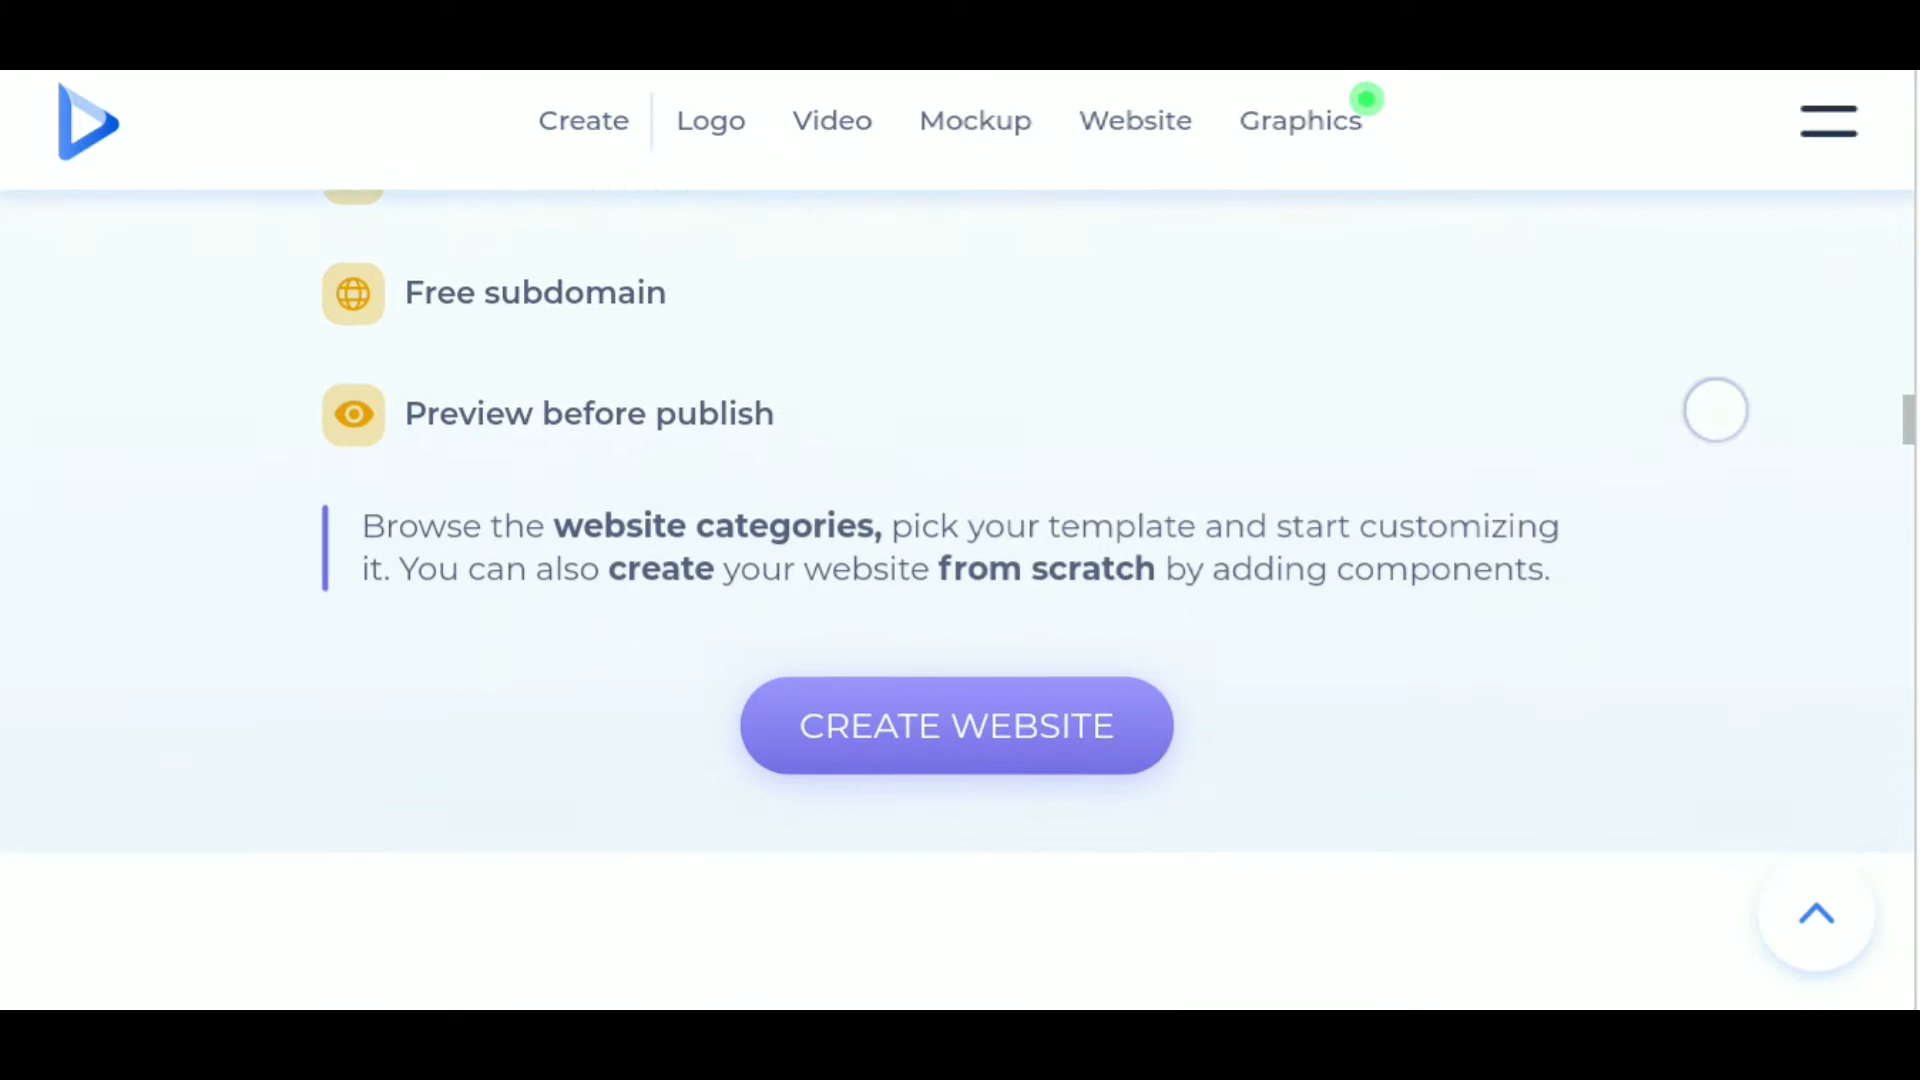 Create Logo Video Mockup Website Graphics
Free subdomain
Preview before publish
Browse the website categories, pick your template and start customizing
it. You can also create your website from scratch by adding components.
CREATE WEBSITE